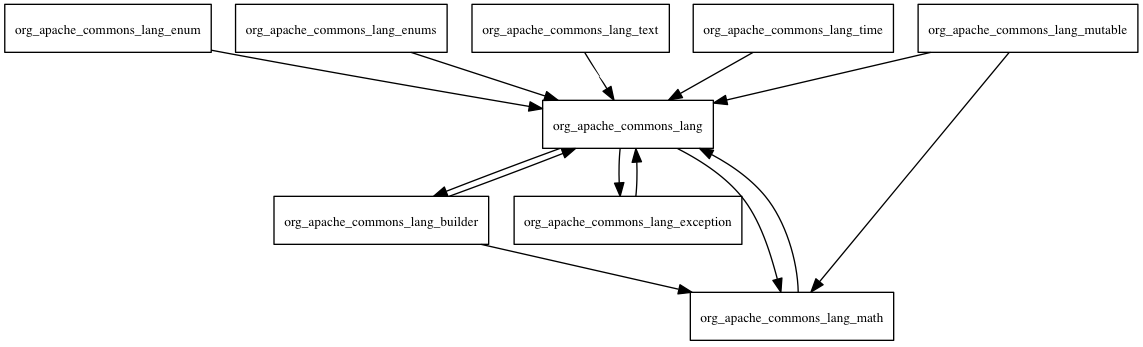 org_apache_commons_lang_enum
org_apache_commons_lang_enums
org_apache_commons_lang_text
org_apache_commons_lang_time
org_apache_commons_lang_mutable
org_apache_commons_lang
org_apache_commons_lang_builder
org_apache_commons_lang_exception
org_apache_commons_lang_math